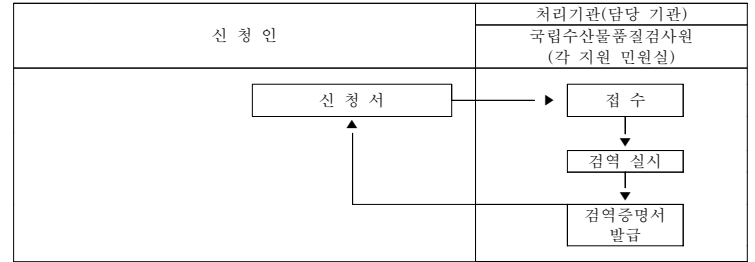 신 청 인
처리기관(담당 기관)
국립수산물품질검사원
(각 지원 민원실)
신 청 서
접 수
검역 실시
검역증명서
발급